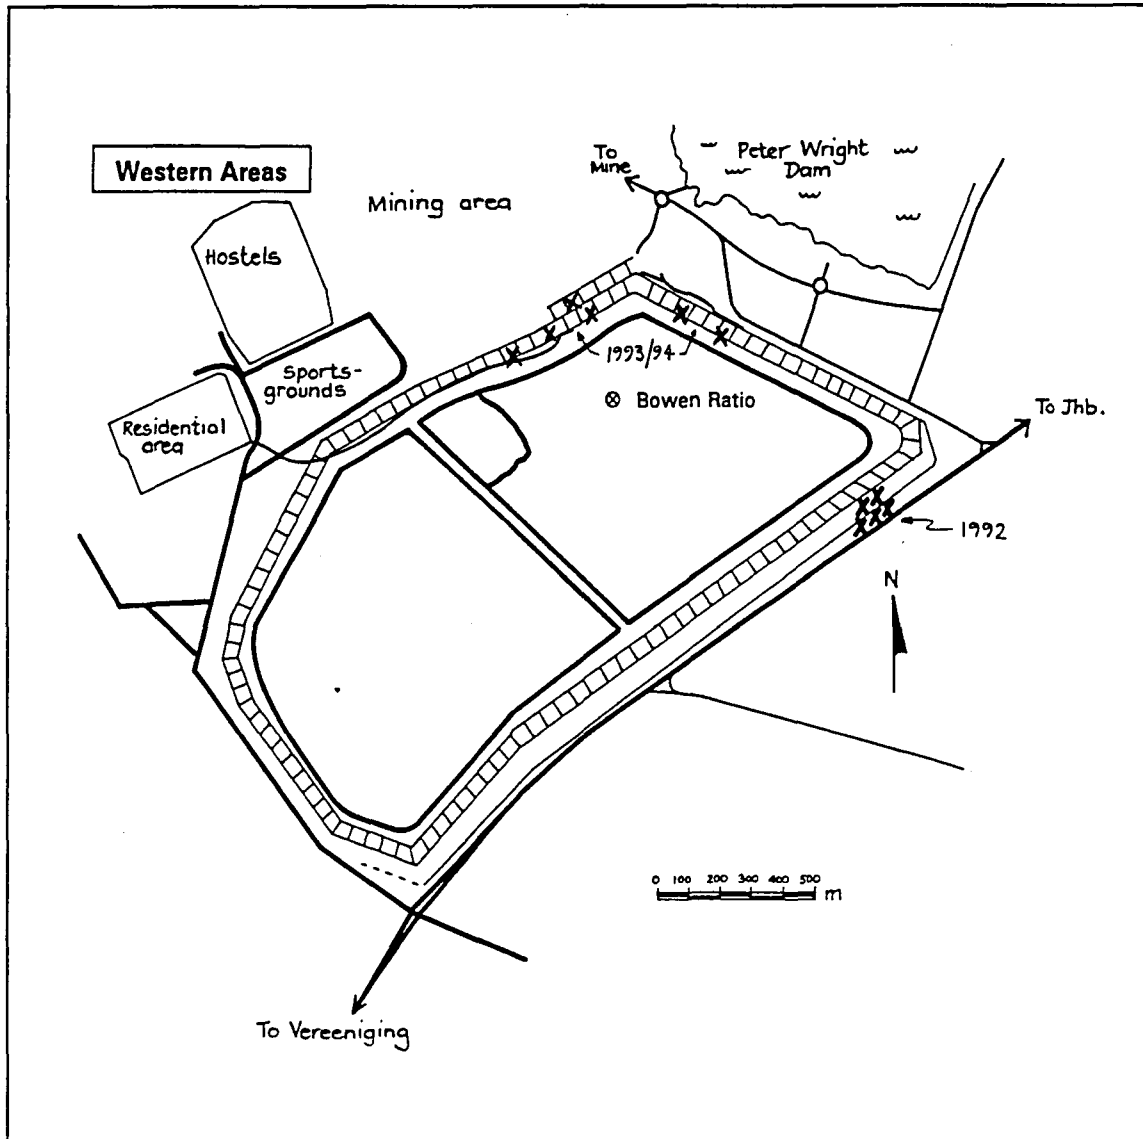 Western Areas
To
Mine
Peter Wright
Dam
Mining area
Hostels
Sports-
grounds
Residential
area
1993/94
Bowen Ratio
To Jhb.
1992
N
0 100 200 300 400 500
m
To Vereeniging